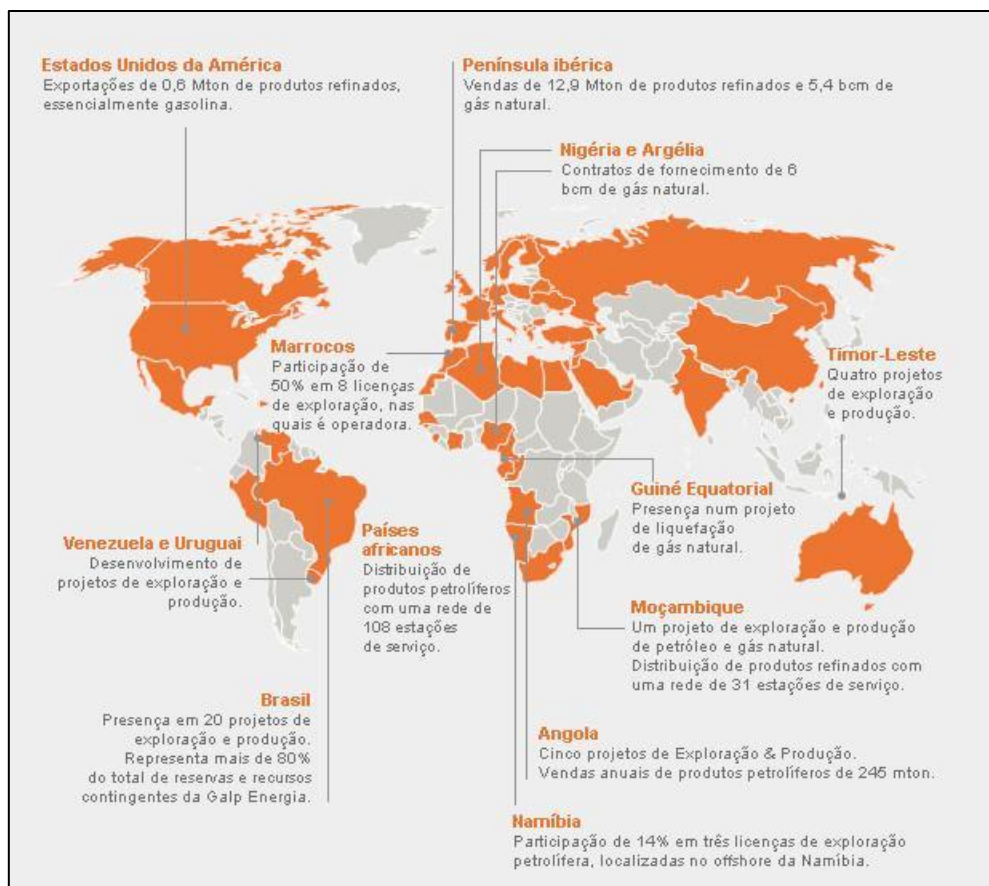 Estados Unidos da América
Exportações de 0,6 Mton de produtos refinados,
essencialmente gasolina.
Península ibérica
Vendas de 12,9 Mton de produtos refinados e 5,4 bcm de
gás natural.
Nigéria e Argélia
Contratos de fornecimento de 6
bcm de gás natural.
Marrocos
Participação de
50% em 8 licenças
de exploração, nas
quais é operadora.
Timor-Leste
Quatro projetos
de exploração
e produção.
Guiné Equatorial
Presença num projeto
de liquefação
de gás natural.
Venezuela e Uruguai
Desenvolvimento de
projetos de exploração e
produção.
Países
africanos
Distribuição de
produtos petrolíferos
com uma rede de
108 estações
de serviço.
Moçambique
Um projeto de exploração e produção
de petróleo e gás natural.
Distribuição de produtos refinados com
uma rede de 31 estações de serviço.
Brasil
Presença em 20 projetos de
exploração e produção.
Representa mais de 80%
do total de reservas e recursos
contingentes da Galp Energia.
Angola
Cinco projetos de Exploração & Produção.
Vendas anuais de produtos petrolíferos de 245 mton.
Namíbia
Participação de 14% em três licenças de exploração
petrolífera, localizadas no offshore da Namíbia.